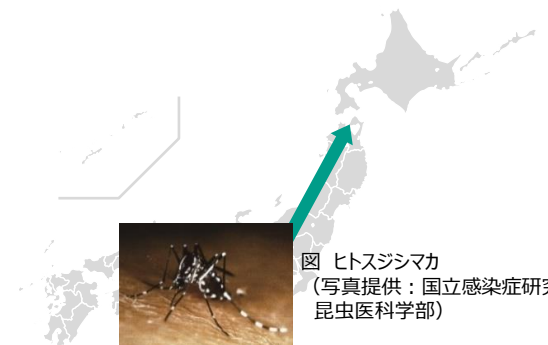 図 ヒトスジシマカ
（写真提供：国立感染症研究
昆虫医科学部）